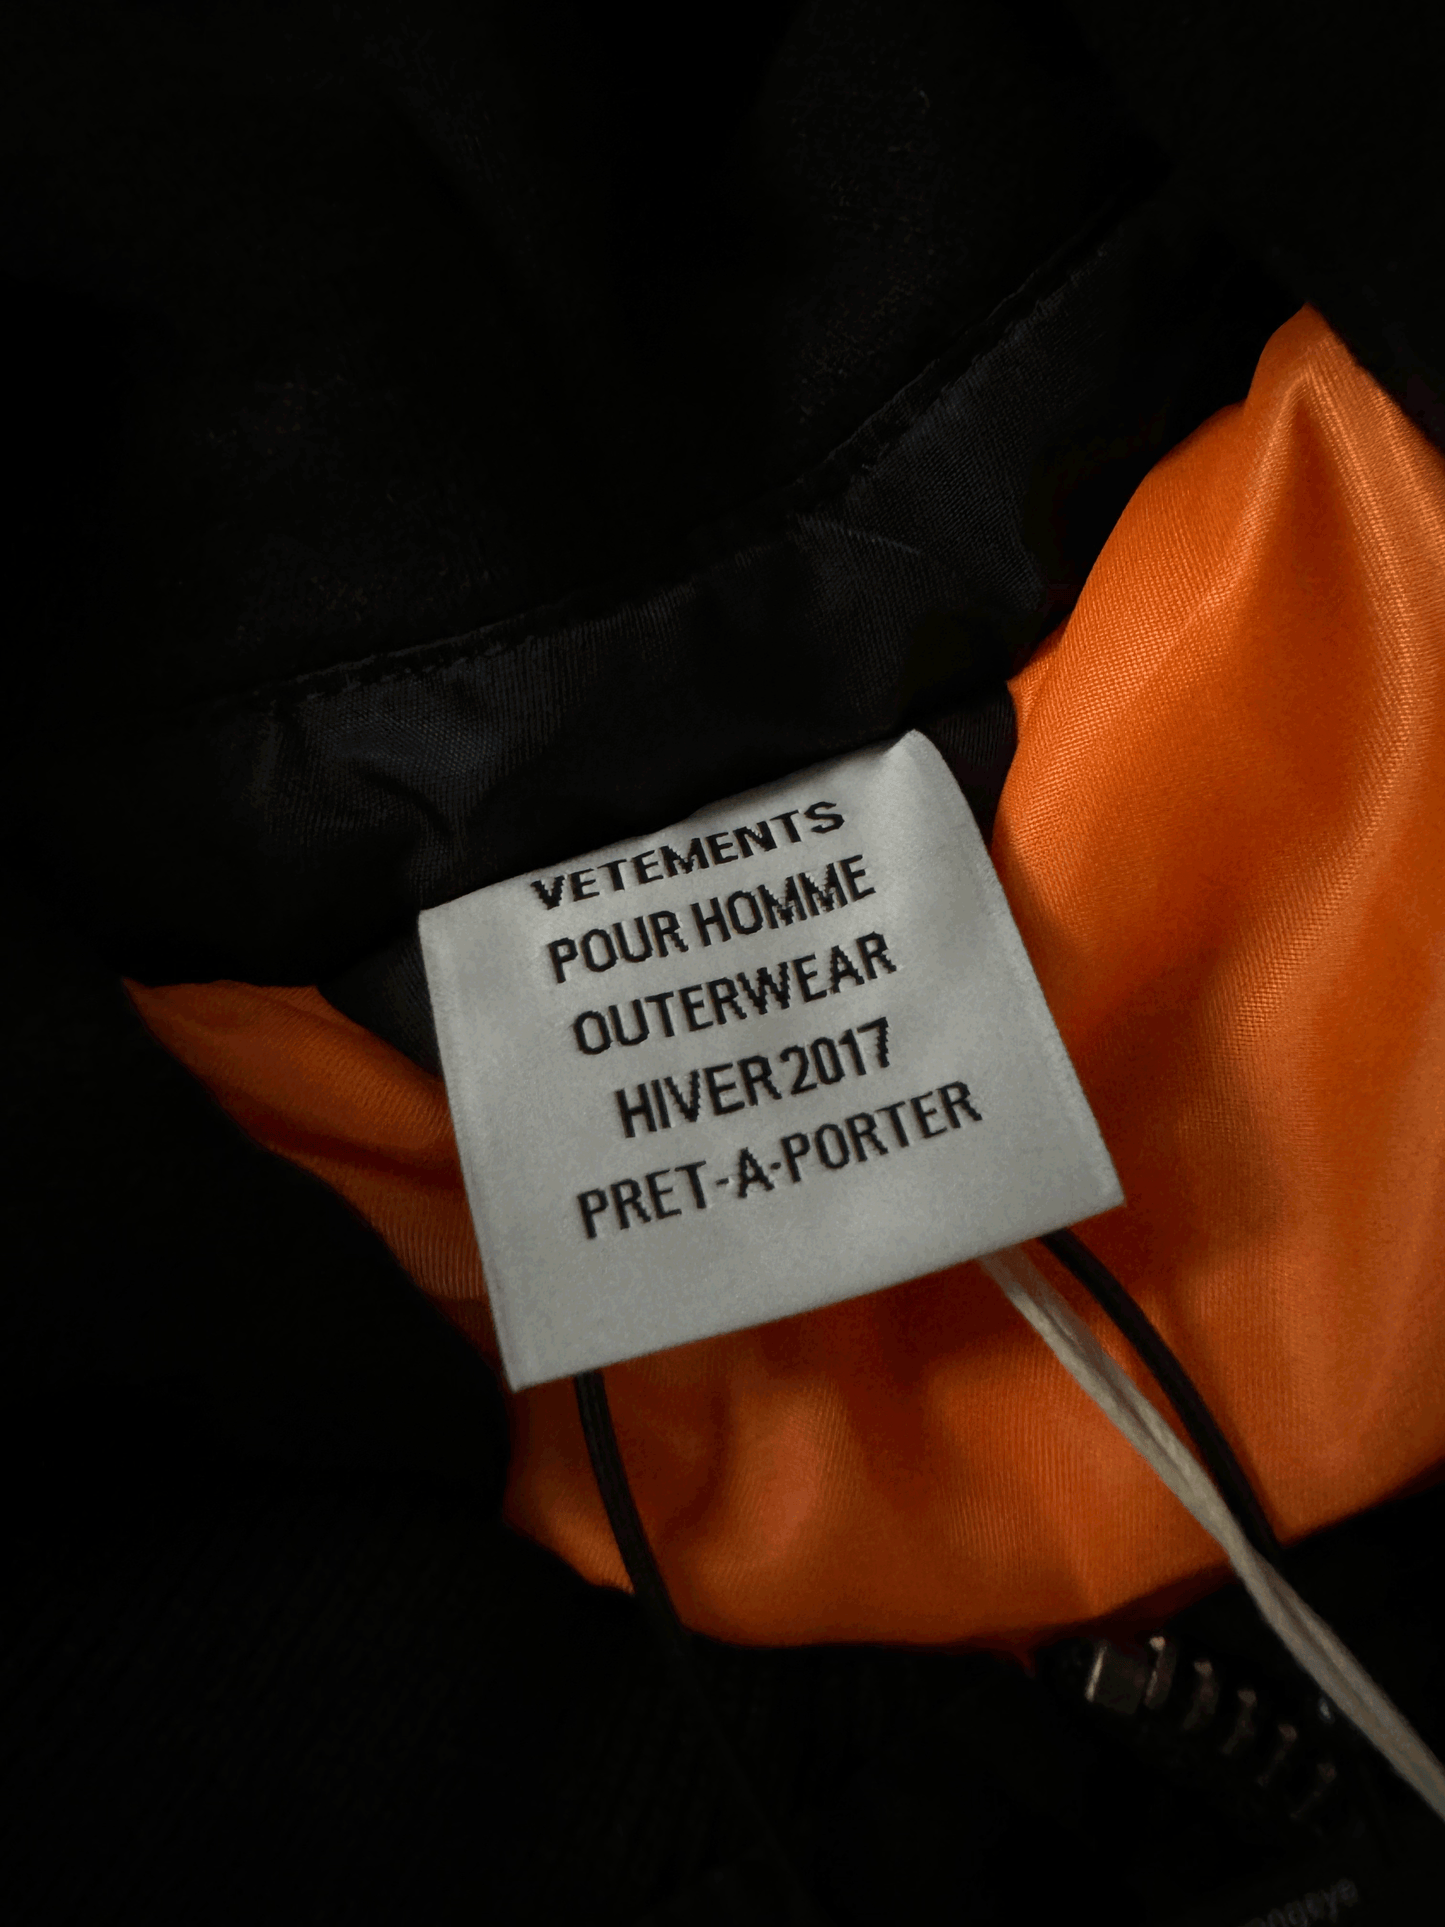 VETEMENTS
POUR HOMME
OUTERWEAR
HIVER 2017
PRET-A-PORTER